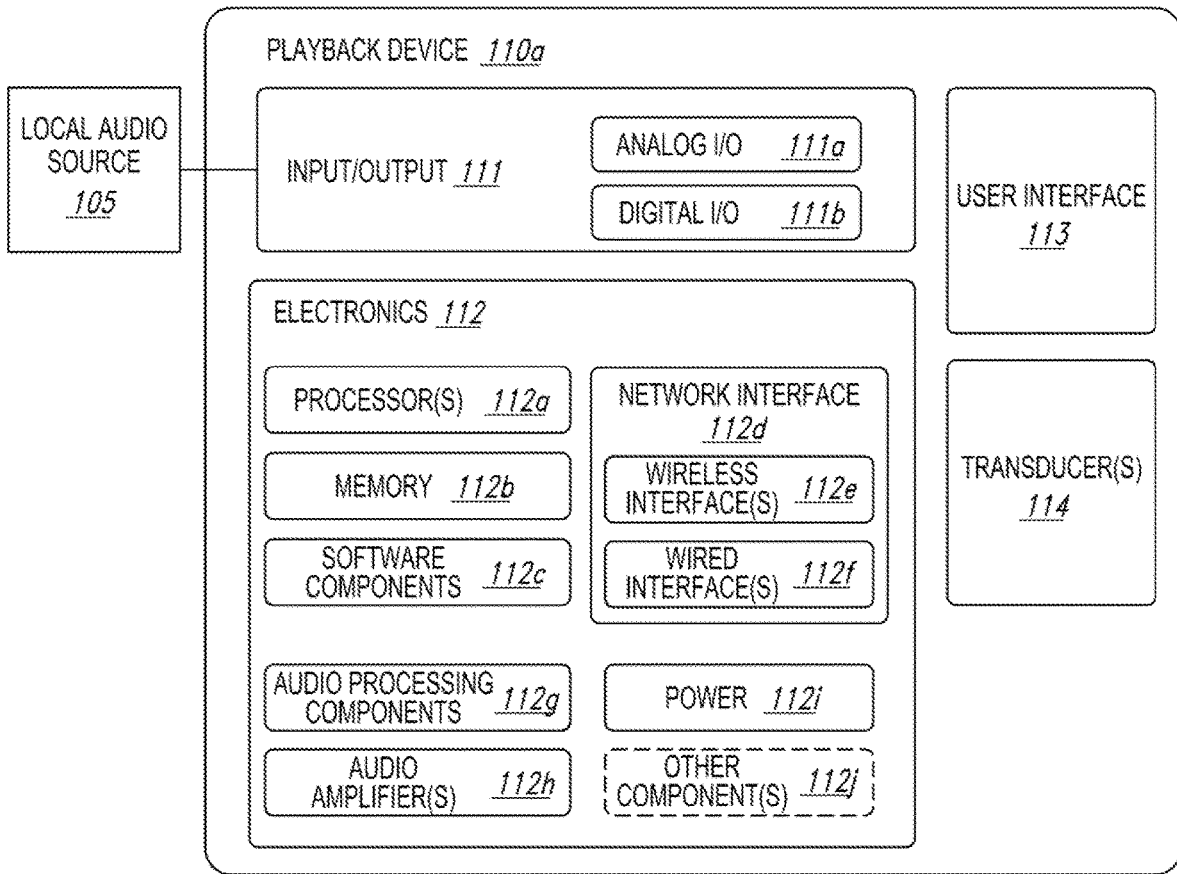 PLAYBACK DEVICE 110a
LOCAL AUDIO
SOURCE
105
INPUT/OUTPUT 111
ANALOG I/O 111a
DIGITAL I/O 111b
USER INTERFACE
113
ELECTRONICS 112
PROCESSOR(S) 112a
MEMORY 112b
SOFTWARE
COMPONENTS 112c
NETWORK INTERFACE
112d
WIRELESS
INTERFACE(S) 112e
WIRED
INTERFACE(S) 112f
TRANSDUCER(S)
114
AUDIO PROCESSING
COMPONENTS 112g
POWER 112i
AUDIO
AMPLIFIER(S) 112h
OTHER
COMPONENT(S) 112j